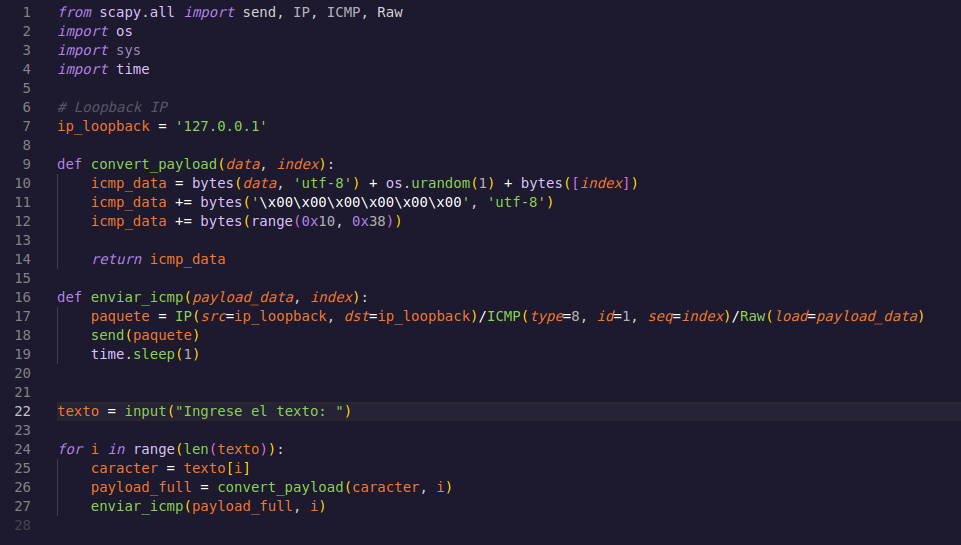 1 from scapy.all import send, IP, ICMP, Raw
2 import os
3 import sys
4 import time
5
6 # Loopback IP
7 ip_loopback = '127.0.0.1'
8
9 def convert_payload(data, index):
10     icmp_data = bytes(data, 'utf-8') + os.urandom(1) + bytes([index])
11     icmp_data += bytes('\x00\x00\x00\x00\x00\x00', 'utf-8')
12     icmp_data += bytes(range(0x10, 0x38))
13
14     return icmp_data
15
16 def enviar_icmp(payload_data, index):
17     paquete = IP(src=ip_loopback, dst=ip_loopback)/ICMP(type=8, id=1, seq=index)/Raw(load=payload_data)
18     send(paquete)
19     time.sleep(1)
20
21
22 texto = input("Ingrese el texto: ")
23
24 for i in range(len(texto)):
25     caracter = texto[i]
26     payload_full = convert_payload(caracter, i)
27     enviar_icmp(payload_full, i)
28